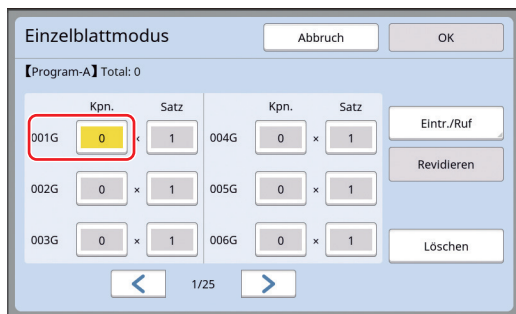 Einzelblattmodus
Abbruch
OK
【Program-A】Total: 0
Kpn. Satz Kpn. Satz
001G 0 × 1 004G 0 × 1
Eintr./Ruf
Revidieren
002G 0 × 1 005G 0 × 1
003G 0 × 1 006G 0 × 1
Löschen
1/25